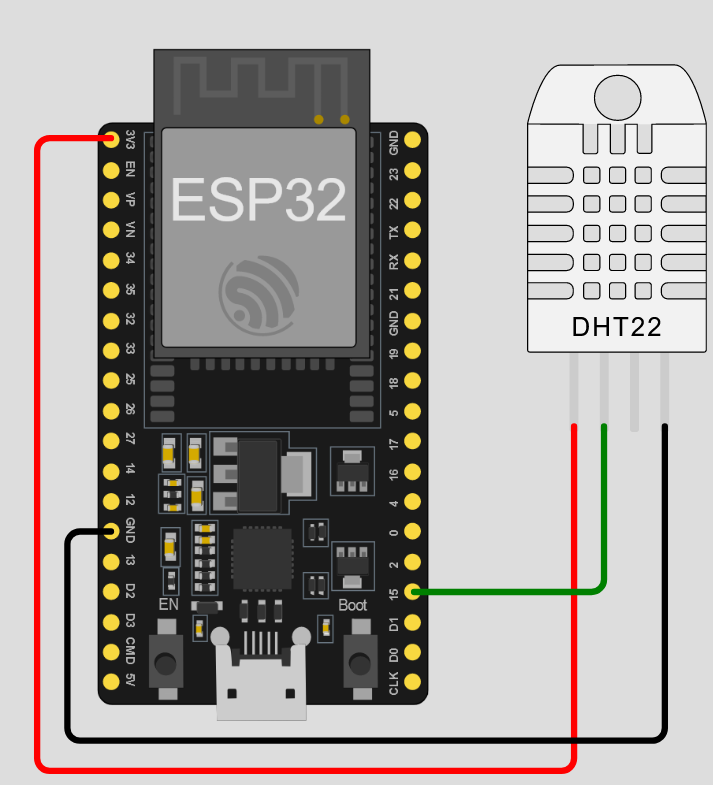 ESP32
3V3
EN
VP
VN
34
35
32
33
25
26
27
14
12
GND
13
D2
D3
CMD
5V
GND
23
22
TX
RX
21
GND
19
18
5
17
16
4
0
2
15
D1
D0
CLK
EN
Boot
DHT22